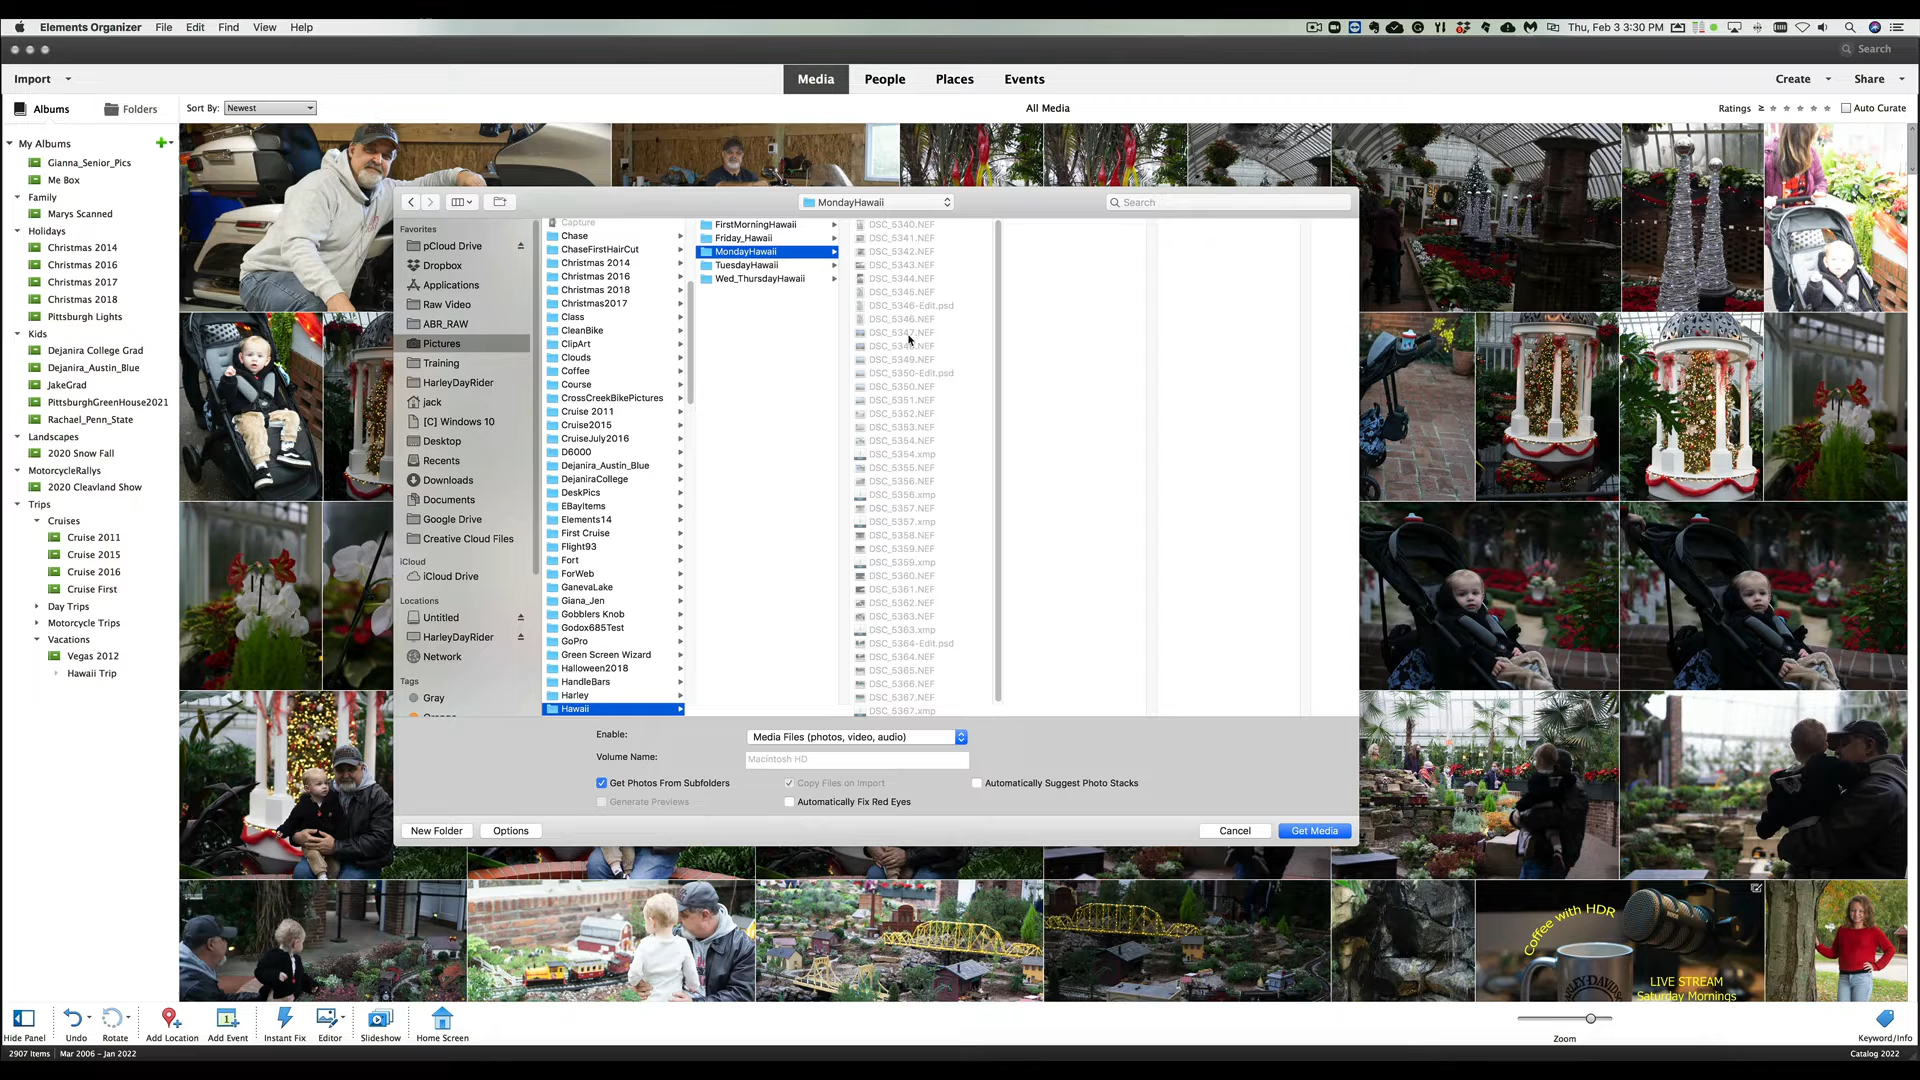 Elements Organizer File Edit View Find Help
Thu, Feb 3 3:30 PM
Search
Import
Media People Places Events
Create Share
Albums Folders
Sort By: Newest
All Media
Ratings ≥ Auto Curate
My Albums
Gianna_Senior_Pics
Me Box
Family
Marys Scanned
Holidays
Christmas 2014
Christmas 2016
Christmas 2017
Christmas 2018
Pittsburgh Lights
Kids
Dejanira College Grad
Dejanira_Austin_Blue
JakeGrad
PittsburghGreenHouse2021
Rachael_Penn_State
Landscapes
2020 Snow Fall
MotorcycleRallys
2020 Cleavland Show
Trips
Cruises
Cruise 2011
Cruise 2015
Cruise 2016
Cruise First
Day Trips
Motorcycle Trips
Vacations
Vegas 2012
Hawaii Trip
MondayHawaii
Search
Favorites
pCloud Drive
Dropbox
Applications
Raw Video
ABR_RAW
Pictures
Training
HarleyDayRider
jack
[C] Windows 10
Desktop
Recents
Downloads
Documents
Google Drive
Creative Cloud Files
iCloud
iCloud Drive
Locations
Untitled
HarleyDayRider
Network
Tags
Gray
Orange
Capture
Chase
ChaseFirstHairCut
Christmas 2014
Christmas 2016
Christmas 2018
Christmas2017
Class
CleanBike
ClipArt
Clouds
Coffee
Course
CrossCreekBikePictures
Cruise 2011
Cruise2015
CruiseJuly2016
D6000
Dejanira_Austin_Blue
DejaniraCollege
DeskPics
EBayItems
Elements14
First Cruise
Flight93
Fort
ForWeb
GanevaLake
Giana_Jen
Gobblers Knob
Godox685Test
GoPro
Green Screen Wizard
Halloween2018
HandleBars
Harley
Hawaii
FirstMorningHawaii
Friday_Hawaii
MondayHawaii
TuesdayHawaii
Wed_ThursdayHawaii
DSC_5340.NEF
DSC_5341.NEF
DSC_5342.NEF
DSC_5343.NEF
DSC_5344.NEF
DSC_5345.NEF
DSC_5346-Edit.psd
DSC_5346.NEF
DSC_5347.NEF
DSC_5348.NEF
DSC_5349.NEF
DSC_5350-Edit.psd
DSC_5350.NEF
DSC_5351.NEF
DSC_5352.NEF
DSC_5353.NEF
DSC_5354.NEF
DSC_5354.xmp
DSC_5355.NEF
DSC_5356.NEF
DSC_5356.xmp
DSC_5357.NEF
DSC_5357.xmp
DSC_5358.NEF
DSC_5359.NEF
DSC_5359.xmp
DSC_5360.NEF
DSC_5361.NEF
DSC_5362.NEF
DSC_5363.NEF
DSC_5363.xmp
DSC_5364-Edit.psd
DSC_5364.NEF
DSC_5365.NEF
DSC_5366.NEF
DSC_5367.NEF
DSC_5367.xmp
Enable: Media Files (photos, video, audio)
Volume Name: Macintosh HD
Get Photos From Subfolders Copy Files on Import Automatically Suggest Photo Stacks
Generate Previews Automatically Fix Red Eyes
New Folder Options Cancel Get Media
Coffee with HDR
LIVE STREAM
Saturday Mornings
Hide Panel Undo Rotate Add Location Add Event Instant Fix Editor Slideshow Home Screen Zoom Keyword/Info
2907 Items Mar 2006 - Jan 2022 Catalog 2022